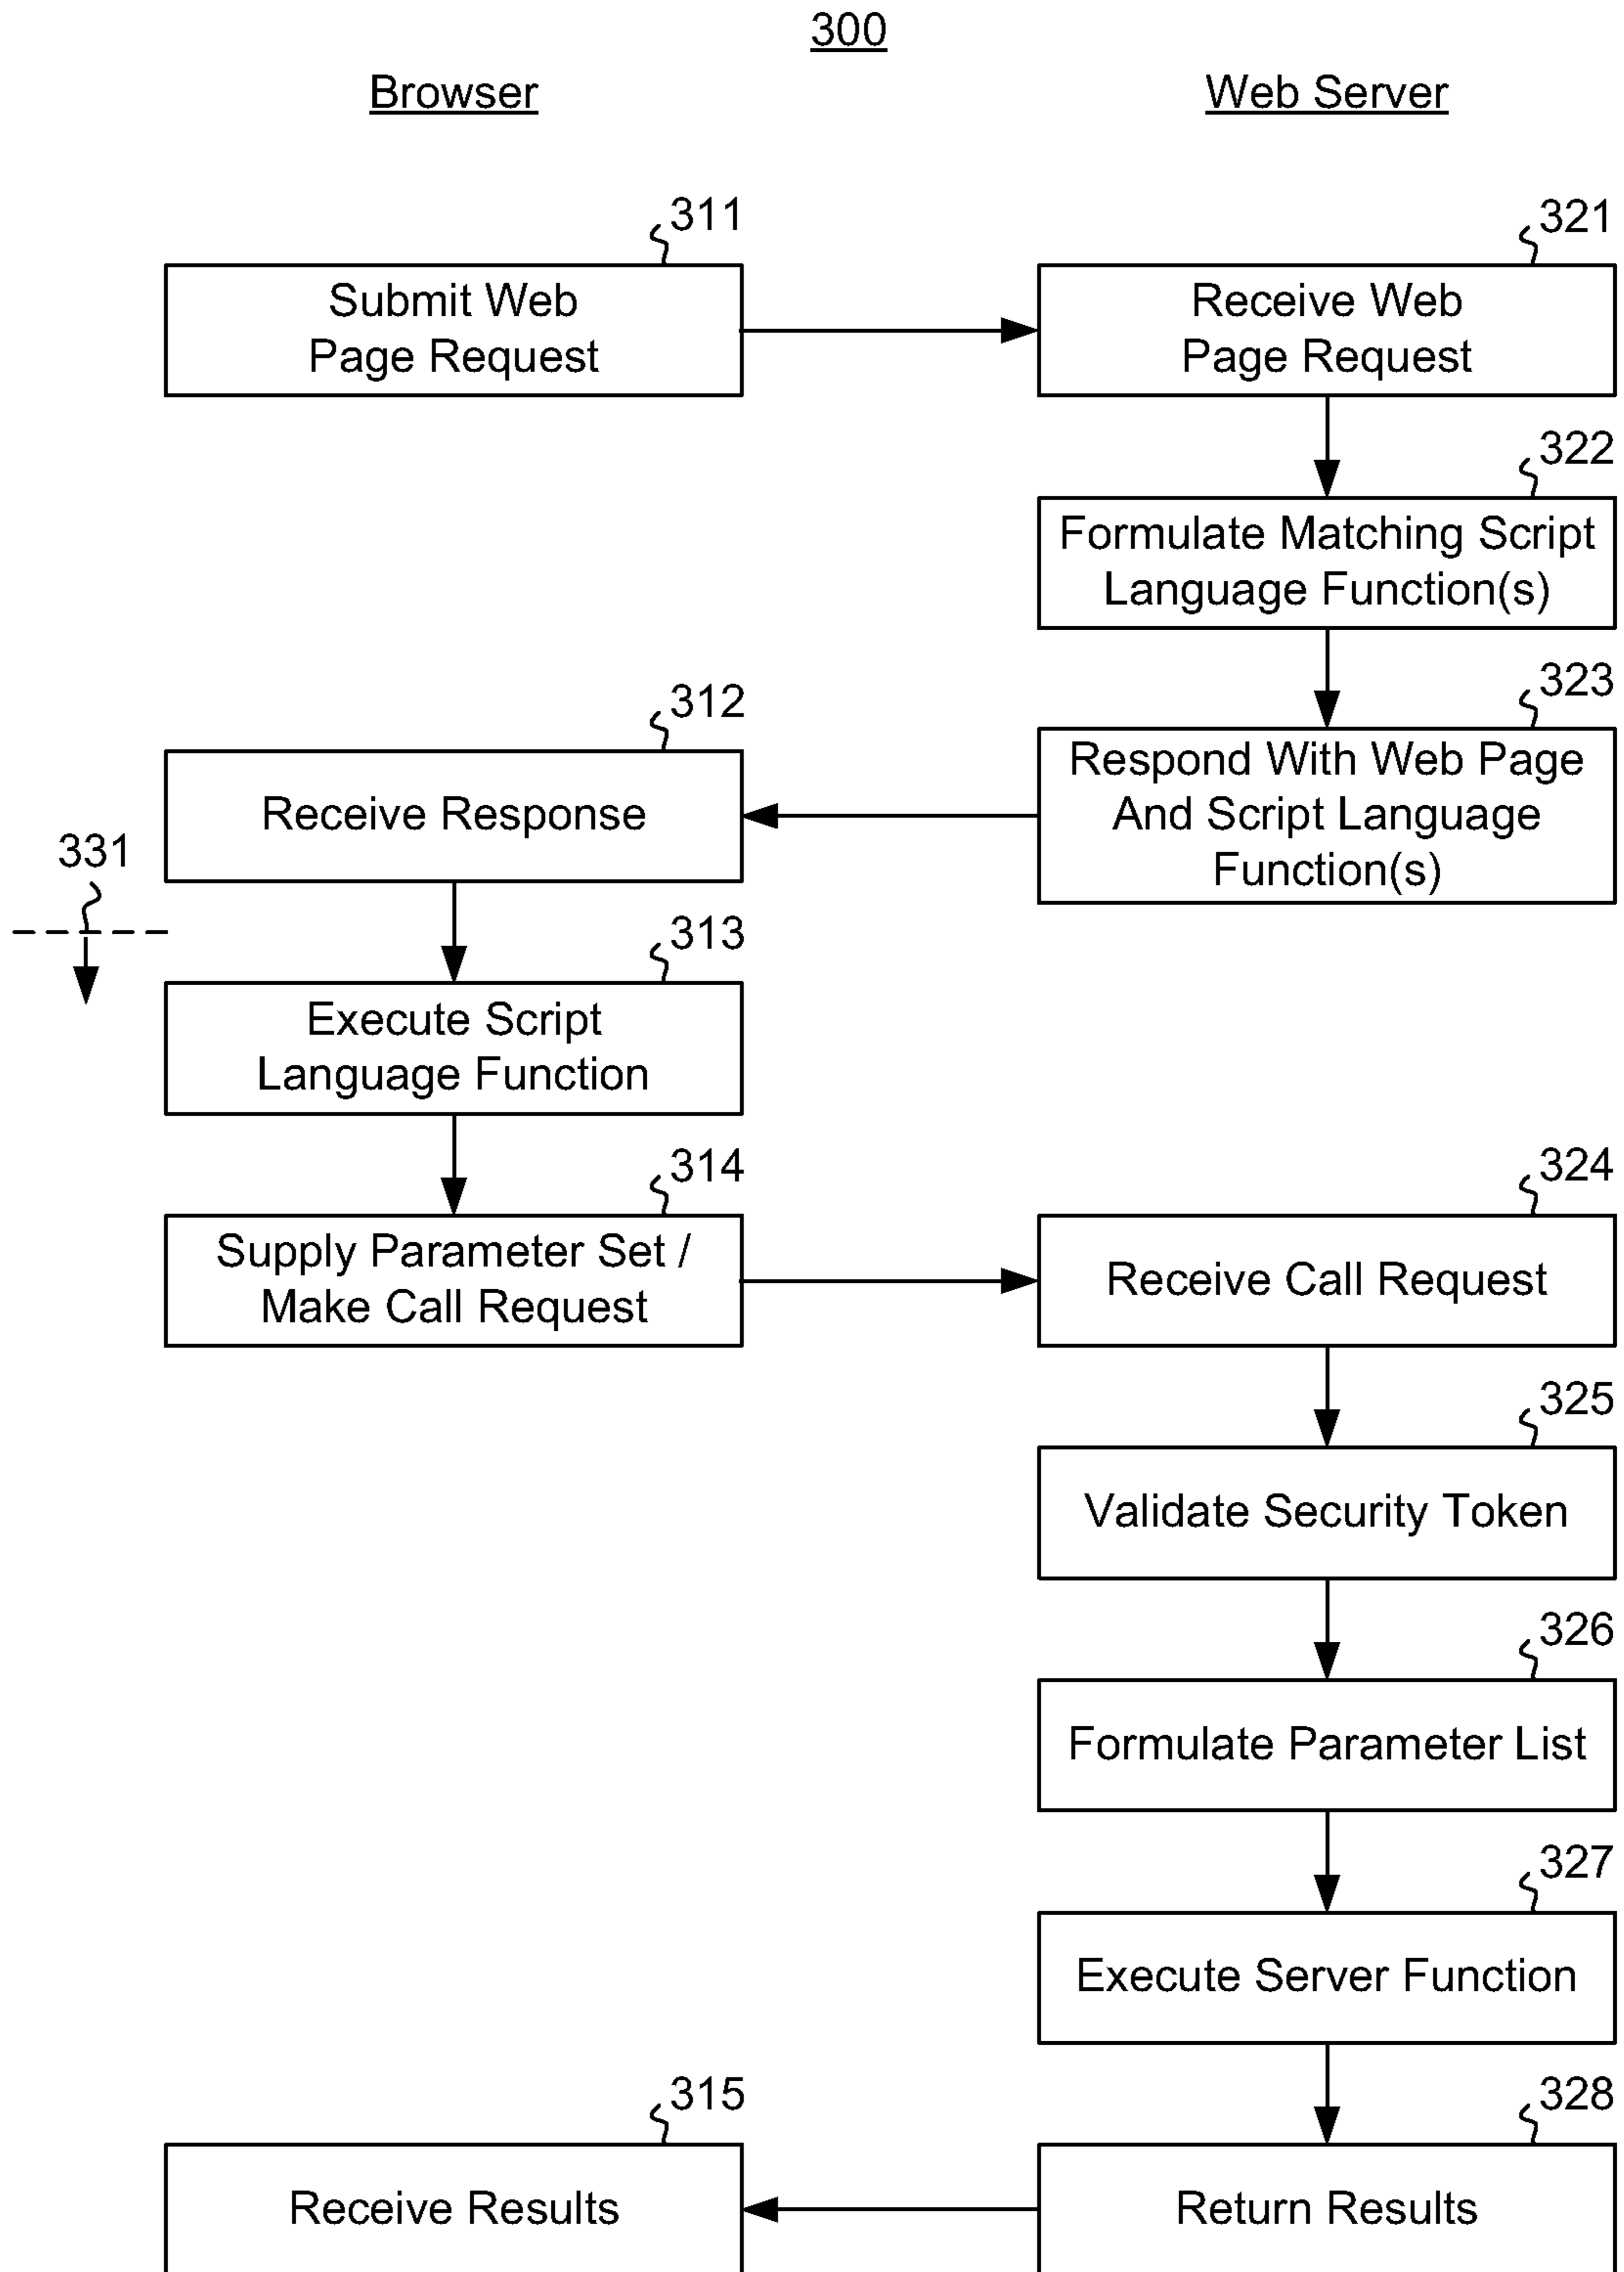 300
Browser
Web Server
311
321
Submit Web
Page Request
Receive Web
Page Request
322
Formulate Matching Script
Language Function(s)
312
323
Receive Response
Respond With Web Page
And Script Language
Function(s)
331
313
Execute Script
Language Function
314
324
Supply Parameter Set /
Make Call Request
Receive Call Request
325
Validate Security Token
326
Formulate Parameter List
327
Execute Server Function
315
328
Receive Results
Return Results